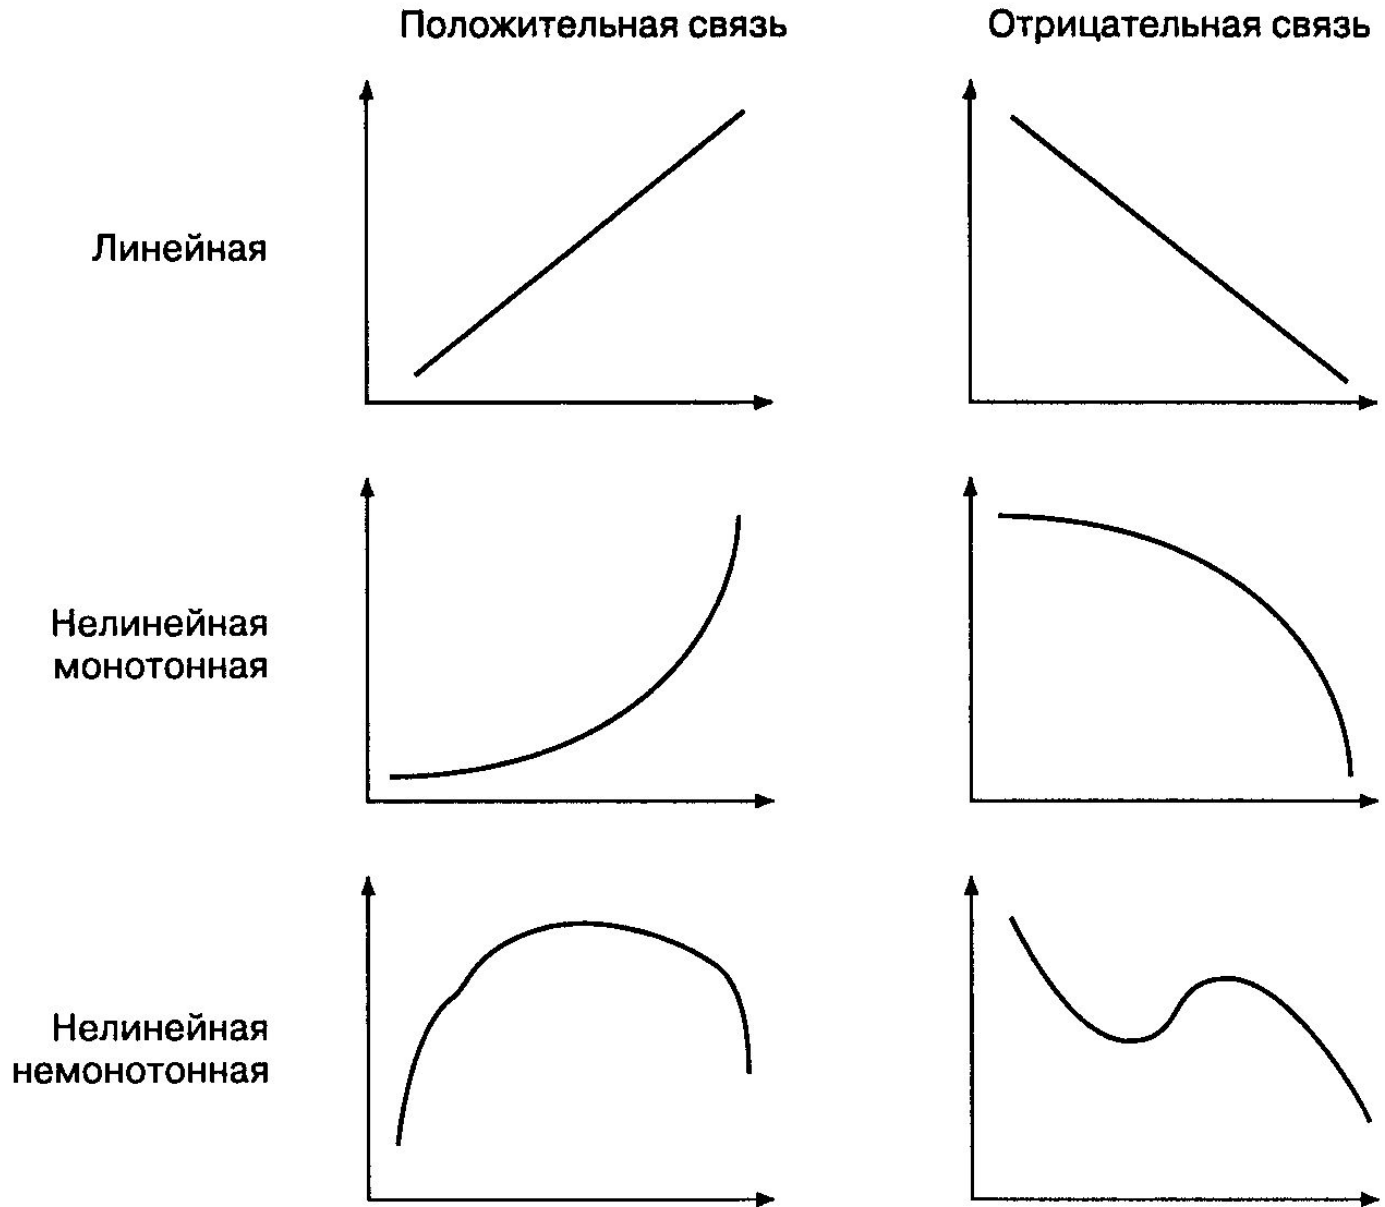 Положительная связь
Отрицательная связь
Линейная
Нелинейная
монотонная
Нелинейная
немонотонная